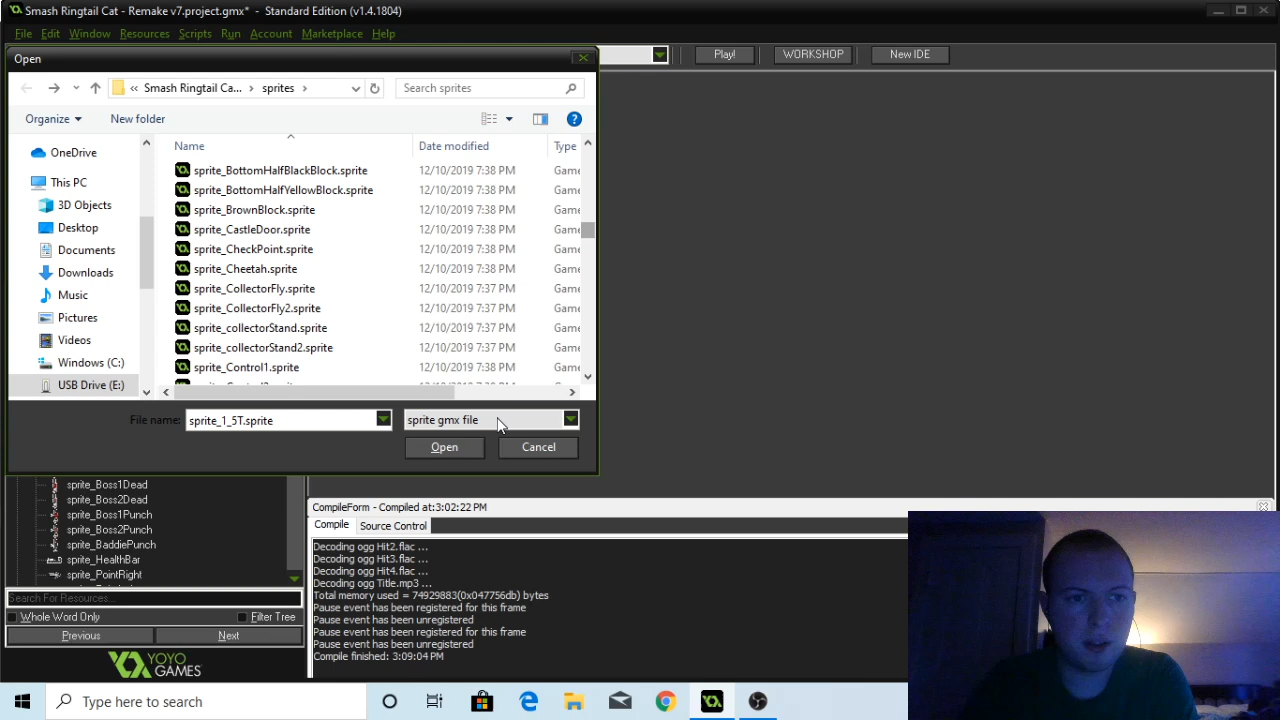 Smash Ringtail Cat - Remake v7.project.gmx* - Standard Edition (v1.4.1804)
File Edit Window Resources Scripts Run Account Marketplace Help
Open
Play! WORKSHOP New IDE
« Smash Ringtail Ca... › sprites › Search sprites
Organize New folder
Name Date modified Type
OneDrive
This PC
3D Objects
Desktop
Documents
Downloads
Music
Pictures
Videos
Windows (C:)
USB Drive (E:)
sprite_BottomHalfBlackBlock.sprite 12/10/2019 7:38 PM Game
sprite_BottomHalfYellowBlock.sprite 12/10/2019 7:38 PM Game
sprite_BrownBlock.sprite 12/10/2019 7:38 PM Game
sprite_CastleDoor.sprite 12/10/2019 7:38 PM Game
sprite_CheckPoint.sprite 12/10/2019 7:38 PM Game
sprite_Cheetah.sprite 12/10/2019 7:38 PM Game
sprite_CollectorFly.sprite 12/10/2019 7:37 PM Game
sprite_CollectorFly2.sprite 12/10/2019 7:37 PM Game
sprite_collectorStand.sprite 12/10/2019 7:37 PM Game
sprite_collectorStand2.sprite 12/10/2019 7:37 PM Game
sprite_Control1.sprite 12/10/2019 7:38 PM Game
File name: sprite_1_5T.sprite sprite gmx file
Open Cancel
sprite_Boss1Dead
sprite_Boss2Dead
sprite_Boss1Punch
sprite_Boss2Punch
sprite_BaddiePunch
sprite_HealthBar
sprite_PointRight
Search For Resources...
Whole Word Only Filter Tree
Previous Next
YOYO
GAMES
CompileForm - Compiled at:3:02:22 PM
Compile Source Control
Decoding ogg Hit2.flac ...
Decoding ogg Hit3.flac ...
Decoding ogg Hit4.flac ...
Decoding ogg Title.mp3 ...
Total memory used = 74929883(0x047756db) bytes
Pause event has been registered for this frame
Pause event has been unregistered
Pause event has been registered for this frame
Pause event has been unregistered
Compile finished: 3:09:04 PM
Type here to search